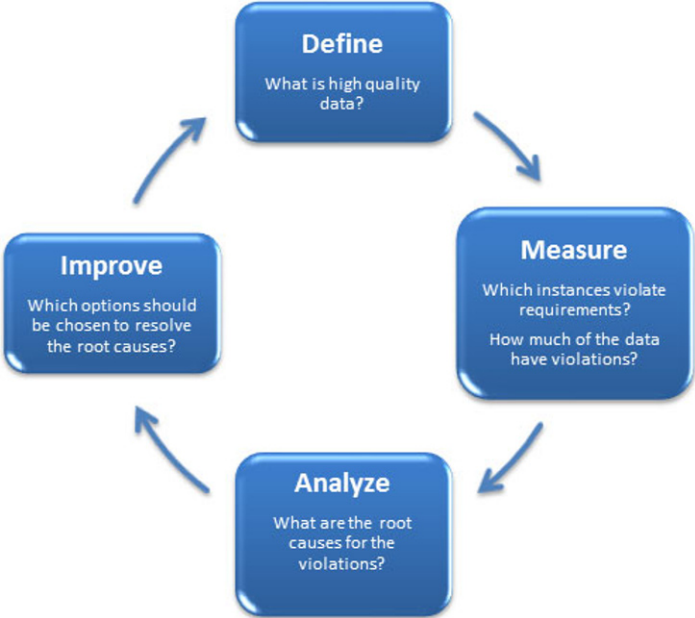 Define
What is high quality
data?
Measure
Which instances violate
requirements?
How much of the data
have violations?
Analyze
What are the root
causes for the
violations?
Improve
Which options should
be chosen to resolve
the root causes?